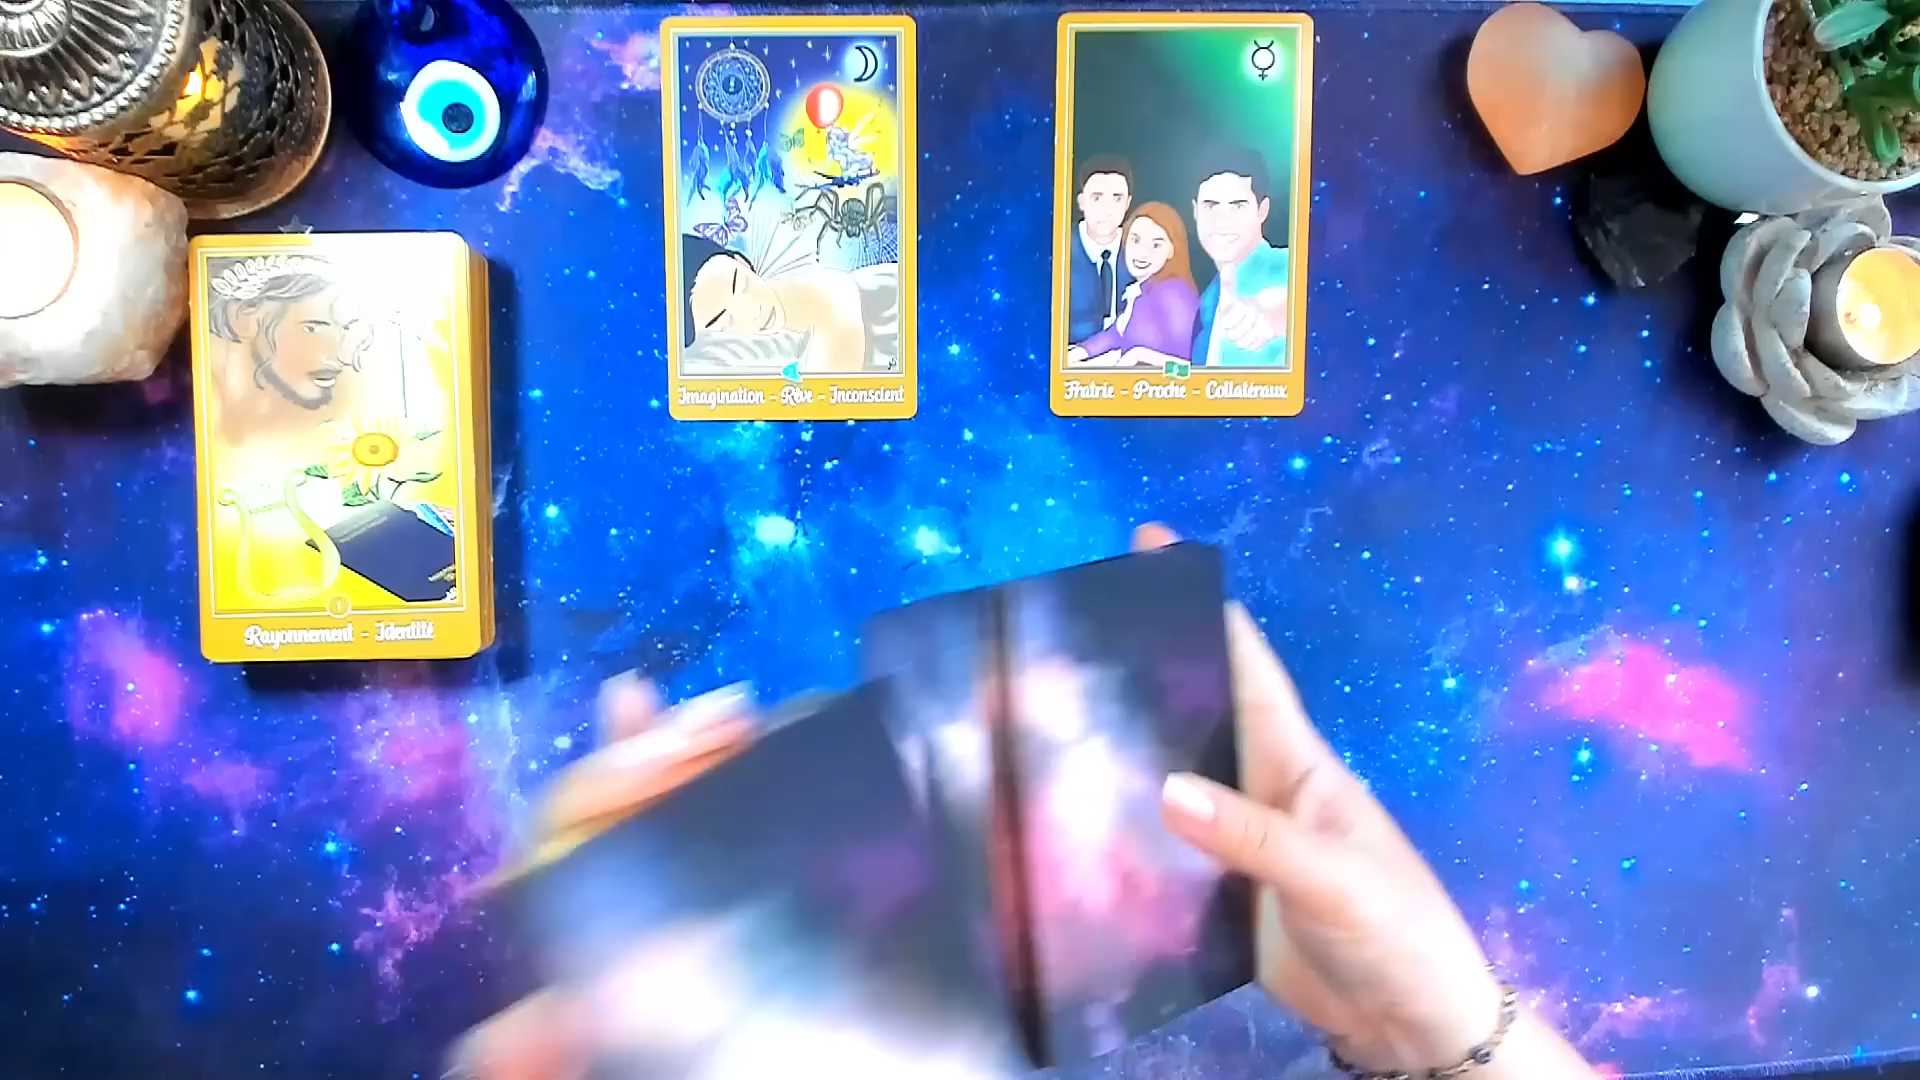 Imagination - Rêve - Inconscient
Fratrie - Proche - Collatéraux
Rayonnement - Identité